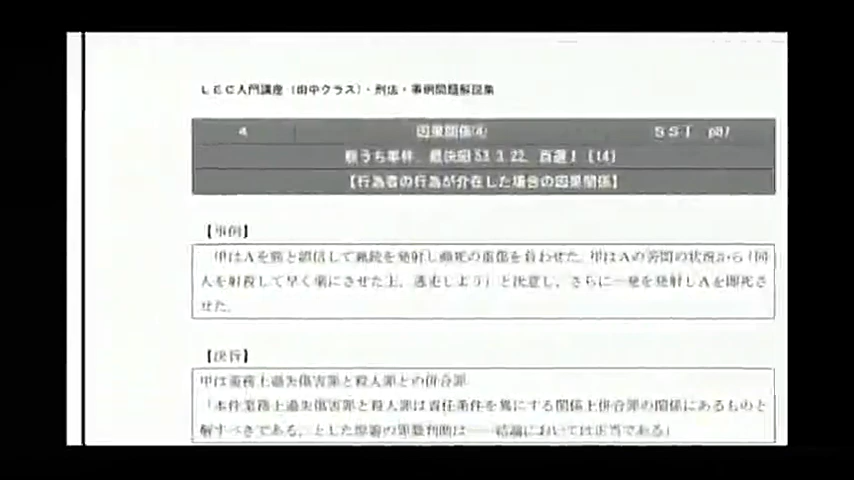 LEC入門講座（田中クラス）・刑法・事例問題解説集
4 因果関係(4) SSI p87
熊うち事件、最決昭53.3.22、百選Ⅰ〔14〕
【行為者の行為が介在した場合の因果関係】
【事例】
甲はAを熊と誤信して猟銃を発射し瀕死の重傷を負わせた。甲はAの苦悶の状況から「同
人を射殺して早く楽にさせた上、逃走しよう」と決意し、さらに一発を発射しAを即死さ
せた。
【決行】
甲は業務上過失傷害罪と殺人罪との併合罪
「本件業務上過失傷害罪と殺人罪は責任条件を異にする関係上併合罪の関係にあるものと
解すべきである、とした原審の罪数判断は……結論においては正当である」